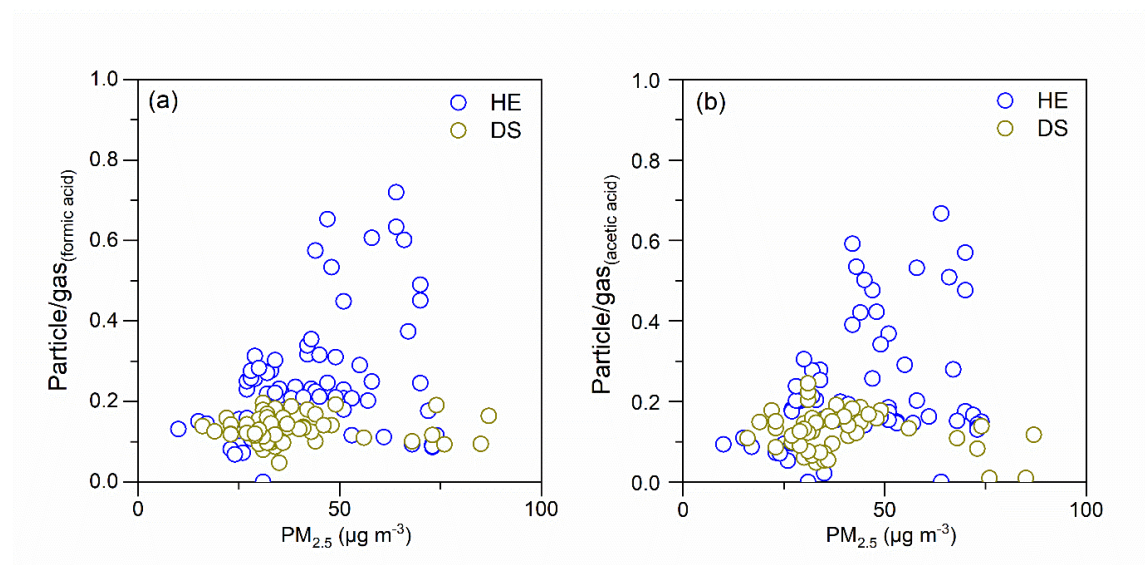 (a)
HE
DS
1.0
0.8
0.6
0.4
0.2
0.0
0
50
100
Particle/gas(formic acid)
PM2.5 (µg m-3)
(b)
HE
DS
1.0
0.8
0.6
0.4
0.2
0.0
0
50
100
Particle/gas(acetic acid)
PM2.5 (µg m-3)